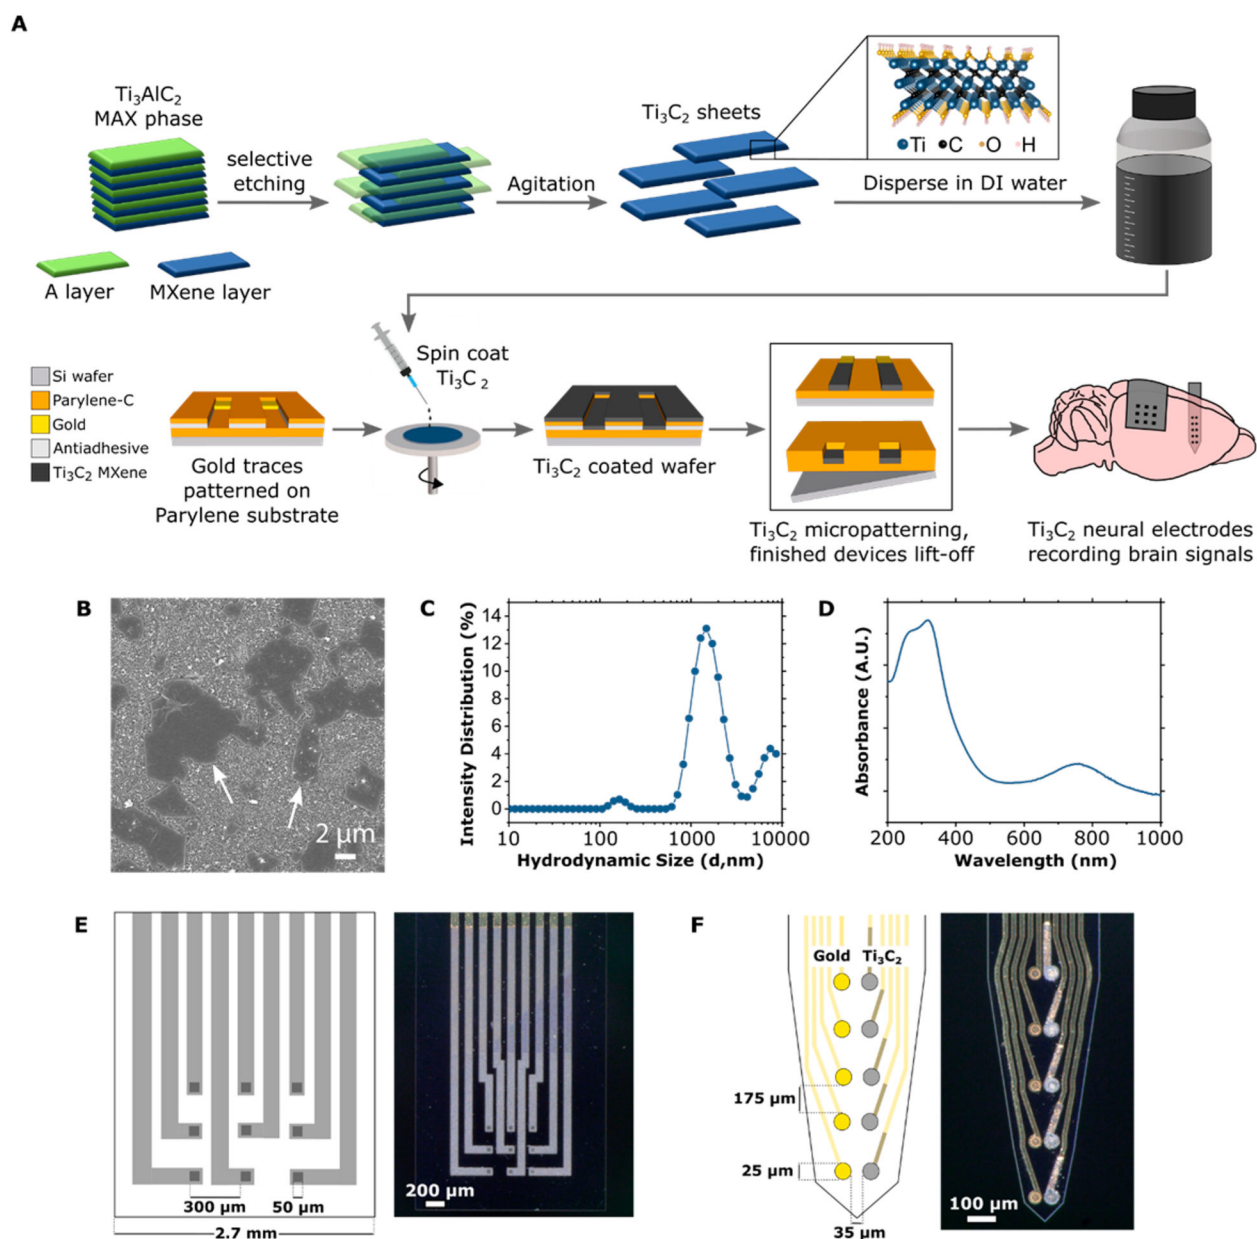 A
Ti₃AlC₂
MAX phase
selective
etching
Agitation
Ti₃C₂ sheets
Ti C O H
Disperse in DI water
A layer
MXene layer
Si wafer
Parylene-C
Gold
Antiadhesive
Ti₃C₂ MXene
Gold traces
patterned on
Parylene substrate
Spin coat
Ti₃C₂
Ti₃C₂ coated wafer
Ti₃C₂ micropatterning,
finished devices lift-off
Ti₃C₂ neural electrodes
recording brain signals
B
2 μm
C
Intensity Distribution (%)
14
12
10
8
6
4
2
0
10 100 1000 10000
Hydrodynamic Size (d,nm)
D
Absorbance (A.U.)
200 400 600 800 1000
Wavelength (nm)
E
300 μm
50 μm
2.7 mm
200 μm
F
Gold Ti₃C₂
175 μm
25 μm
35 μm
100 μm